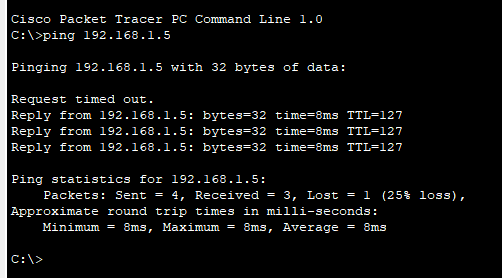 Cisco Packet Tracer PC Command Line 1.0
C:\>ping 192.168.1.5
Pinging 192.168.1.5 with 32 bytes of data:
Request timed out.
Reply from 192.168.1.5: bytes=32 time=8ms TTL=127
Reply from 192.168.1.5: bytes=32 time=8ms TTL=127
Reply from 192.168.1.5: bytes=32 time=8ms TTL=127
Ping statistics for 192.168.1.5:
Packets: Sent = 4, Received = 3, Lost = 1 (25% loss),
Approximate round trip times in milli-seconds:
Minimum = 8ms, Maximum = 8ms, Average = 8ms
C:\>